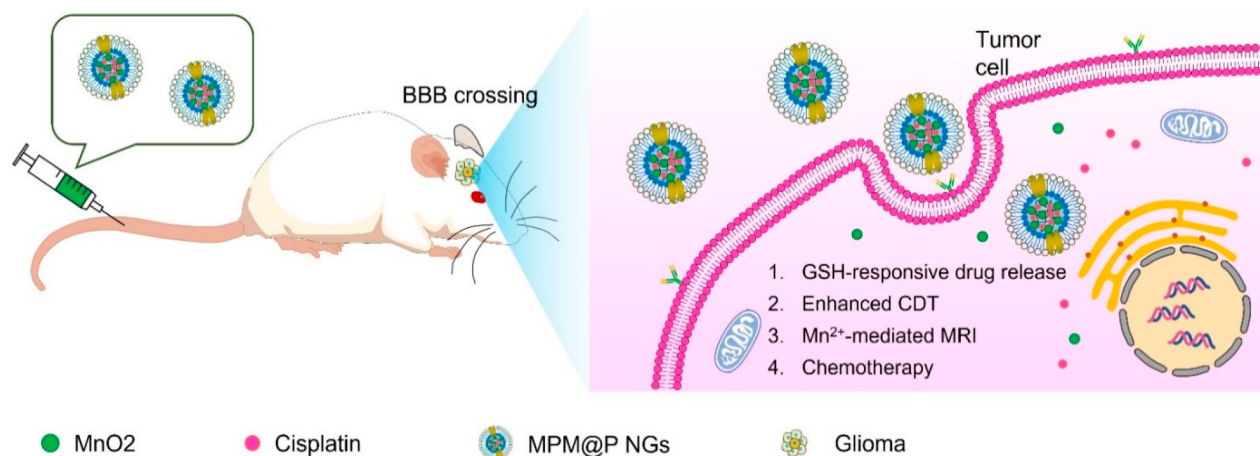 BBB crossing
Tumor
cell
1. GSH-responsive drug release
2. Enhanced CDT
3. Mn²⁺-mediated MRI
4. Chemotherapy
MnO2
Cisplatin
MPM@P NGs
Glioma